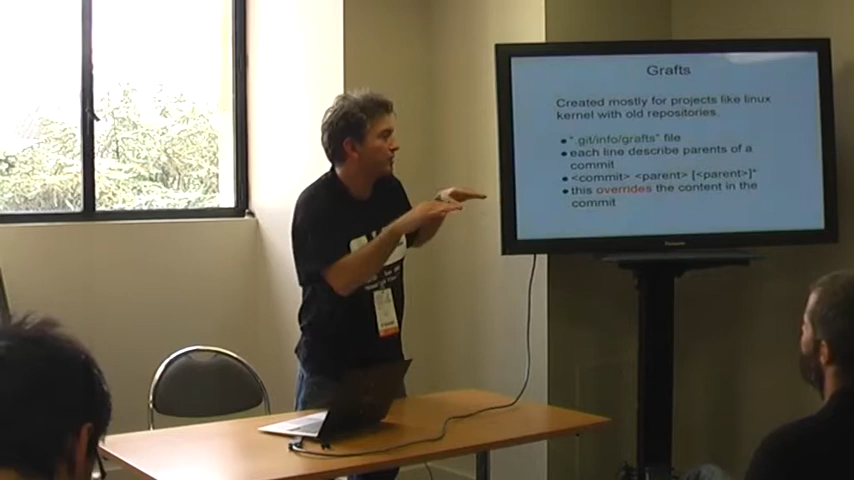 Grafts
Created mostly for projects like linux
kernel with old repositories.
• ".git/info/grafts" file
• each line describe parents of a
commit
• <commit> <parent> [<parent>]*
• this overrides the content in the
commit
Panasonic